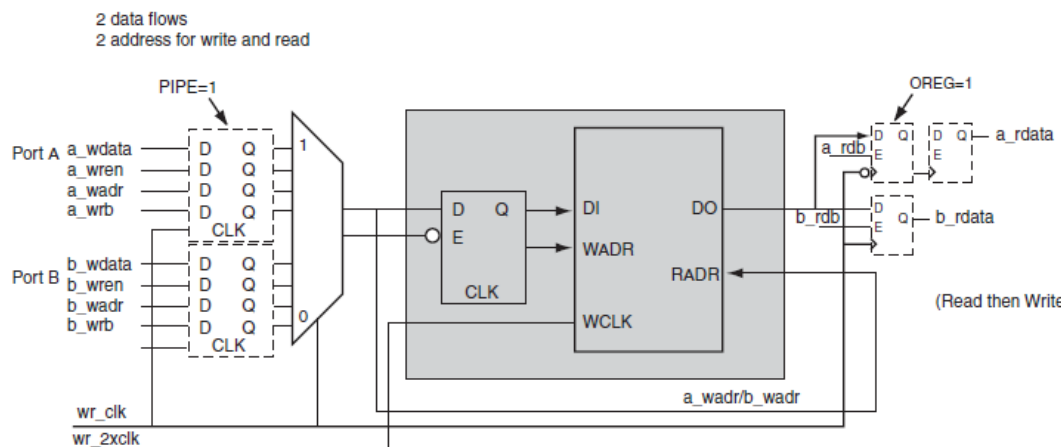 2 data flows
2 address for write and read
PIPE=1
OREG=1
Port A
a_wdata
a_wren
a_wadr
a_wrb
D Q
D Q
D Q
D Q
CLK
1
Port B
b_wdata
b_wren
b_wadr
b_wrb
D Q
D Q
D Q
D Q
CLK
0
D Q
E
CLK
DI
DO
WADR
RADR
WCLK
a_rdb
D Q
E
D Q
E
a_rdata
b_rdb
D
Q
E
b_rdata
(Read then Write
a_wadr/b_wadr
wr_clk
wr_2xclk